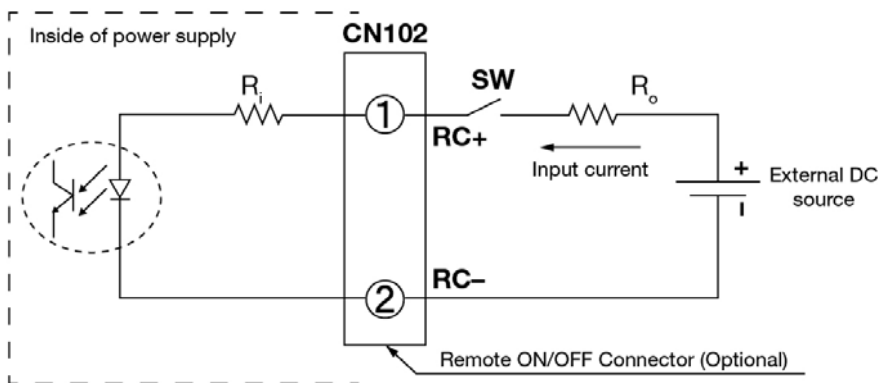 Inside of power supply
CN102
Ri
1
SW
Ro
RC+
Input current
+
External DC
source
2
RC–
Remote ON/OFF Connector (Optional)